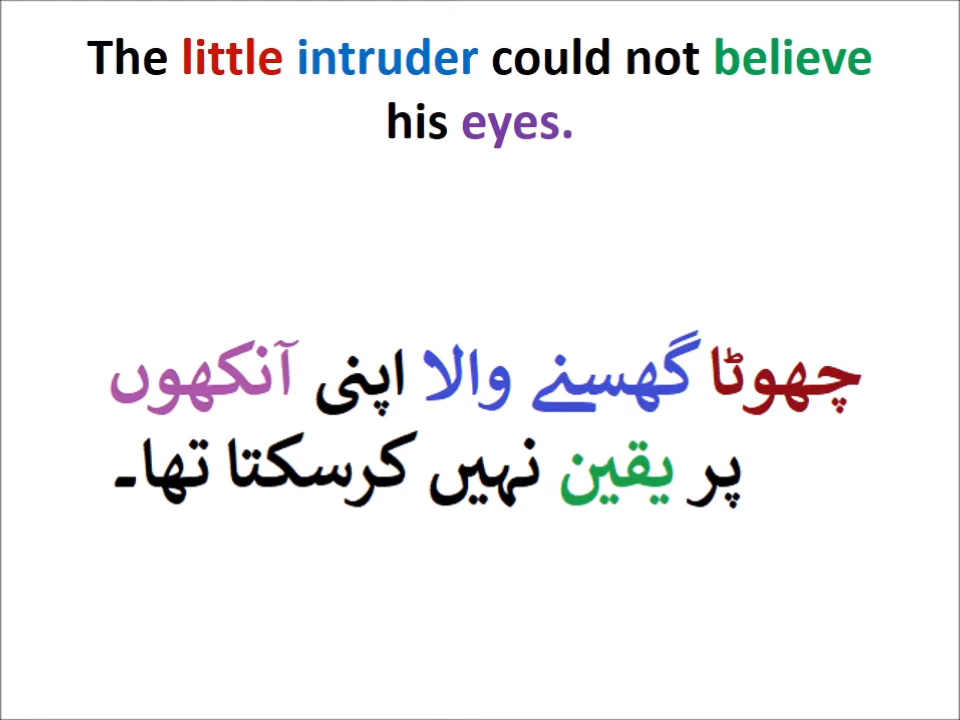 The little intruder could not believe
his eyes.
چھوٹا گھسنے والا اپنی آنکھوں
پر یقین نہیں کرسکتا تھا۔